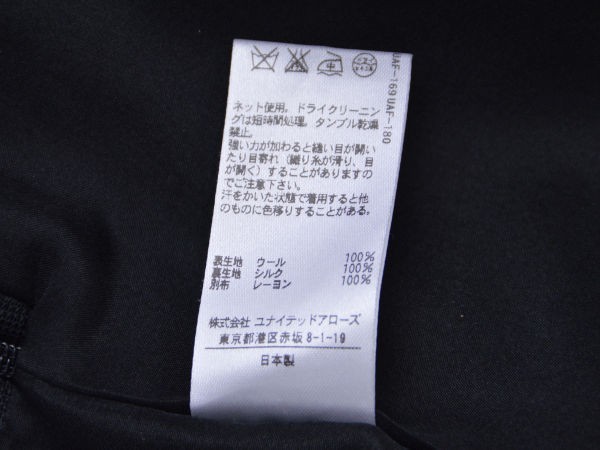 UAF-169 UAF-180
ネット使用。ドライクリーニン
グは短時間処理。タンブル乾燥
禁止。
強い力が加わると縫い目が開い
たり目寄れ(織り糸が滑り、目
が開く)することがありますの
でご注意下さい。
汗をかいた状態で着用すると他
のものに色移りすることがある。
表生地 ウール 100%
裏生地 シルク 100%
別布 レーヨン 100%
株式会社 ユナイテッドアローズ
東京都港区赤坂8-1-19
日本製